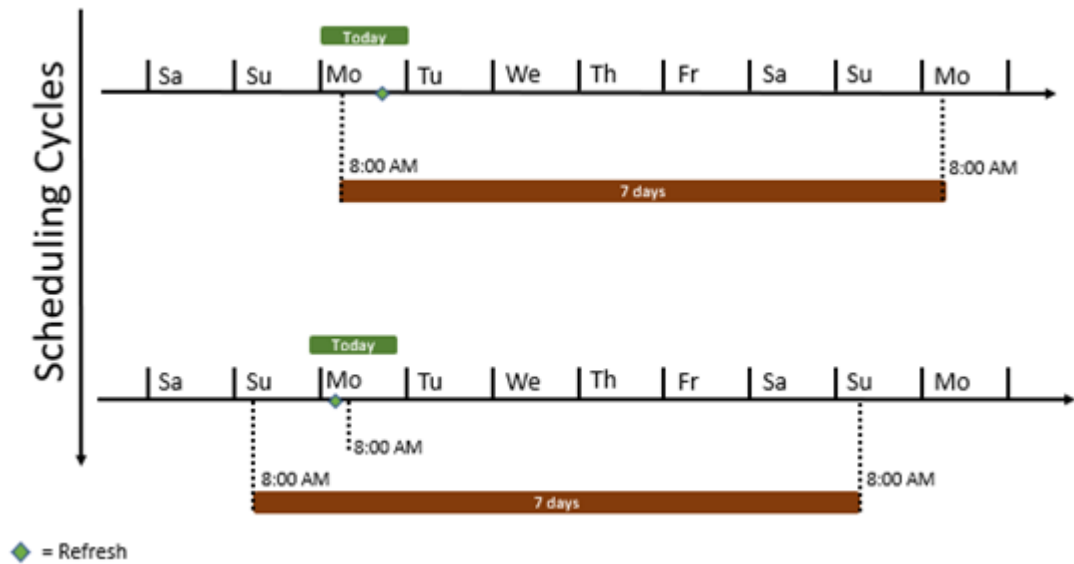 Scheduling Cycles
Today
Sa Su Mo Tu We Th Fr Sa Su Mo
8:00 AM 8:00 AM
7 days
Today
Sa Su Mo Tu We Th Fr Sa Su Mo
8:00 AM
8:00 AM 8:00 AM
7 days
= Refresh